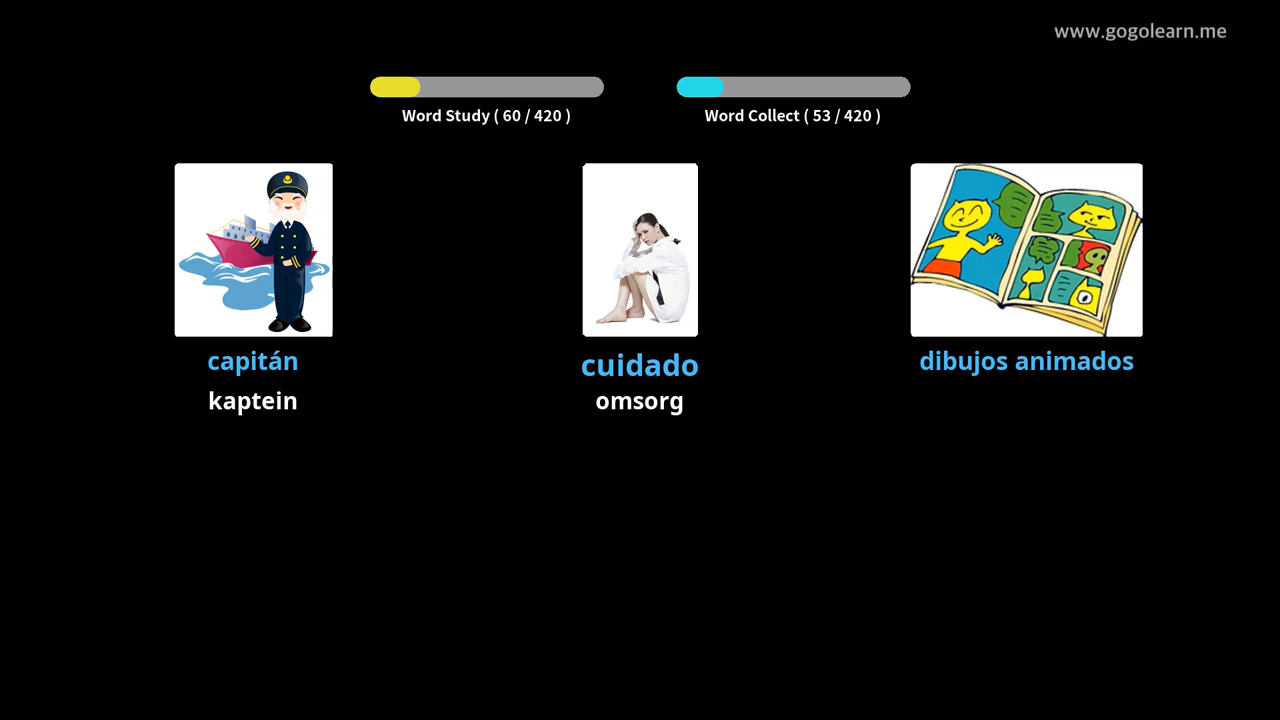 www.gogolearn.me
Word Study ( 60 / 420 )
Word Collect ( 53 / 420 )
capitán
cuidado
dibujos animados
kaptein
omsorg